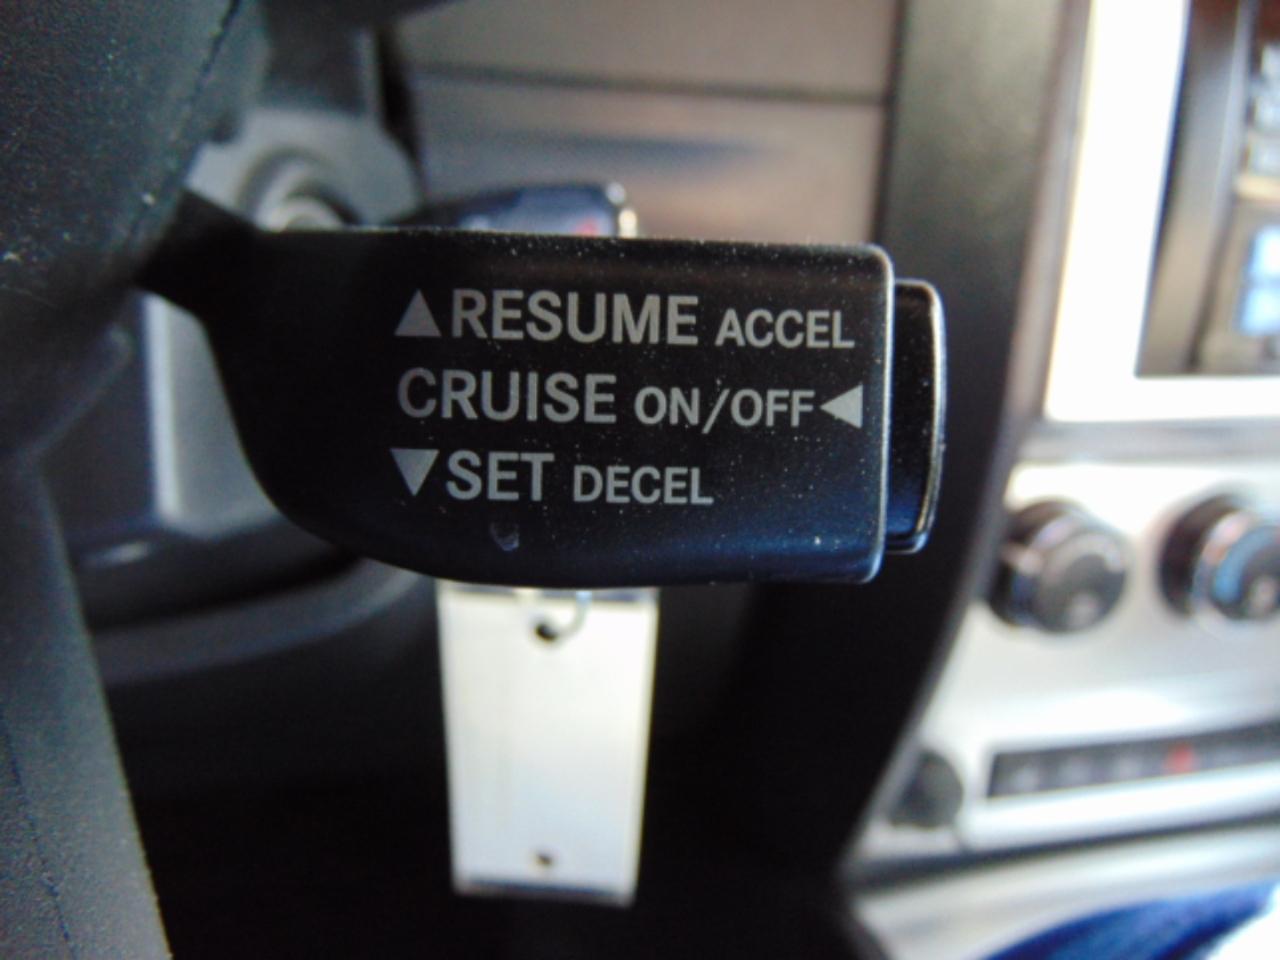 ▲RESUME ACCEL
CRUISE ON/OFF◀
▼SET DECEL